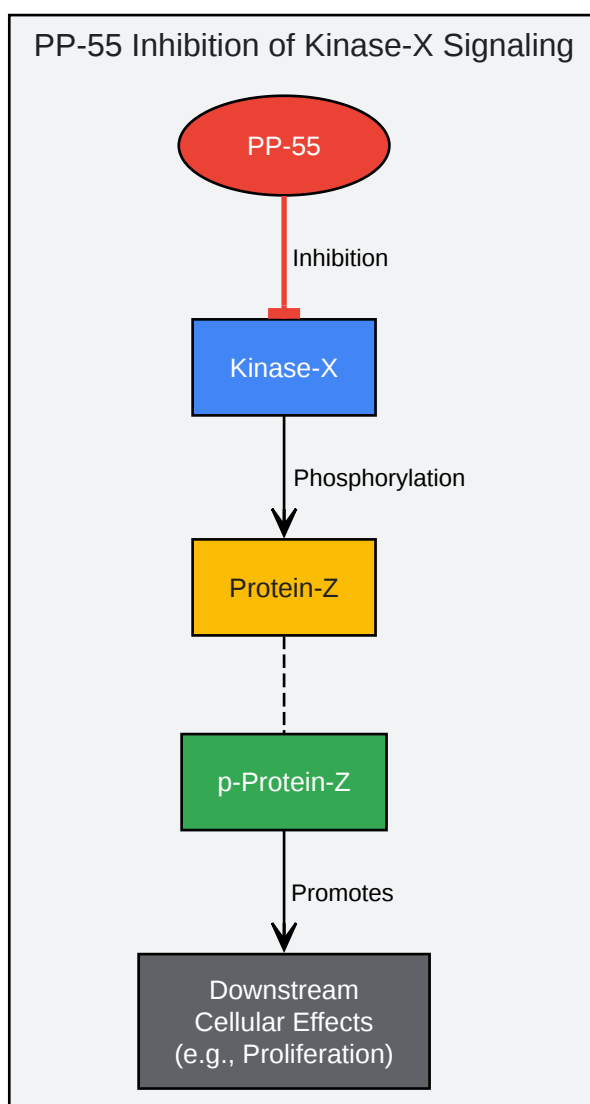 PP-55 Inhibition of Kinase-X Signaling
PP-55
Inhibition
Kinase-X
Phosphorylation
Protein-Z
p-Protein-Z
Promotes
Downstream
Cellular Effects
(e.g., Proliferation)